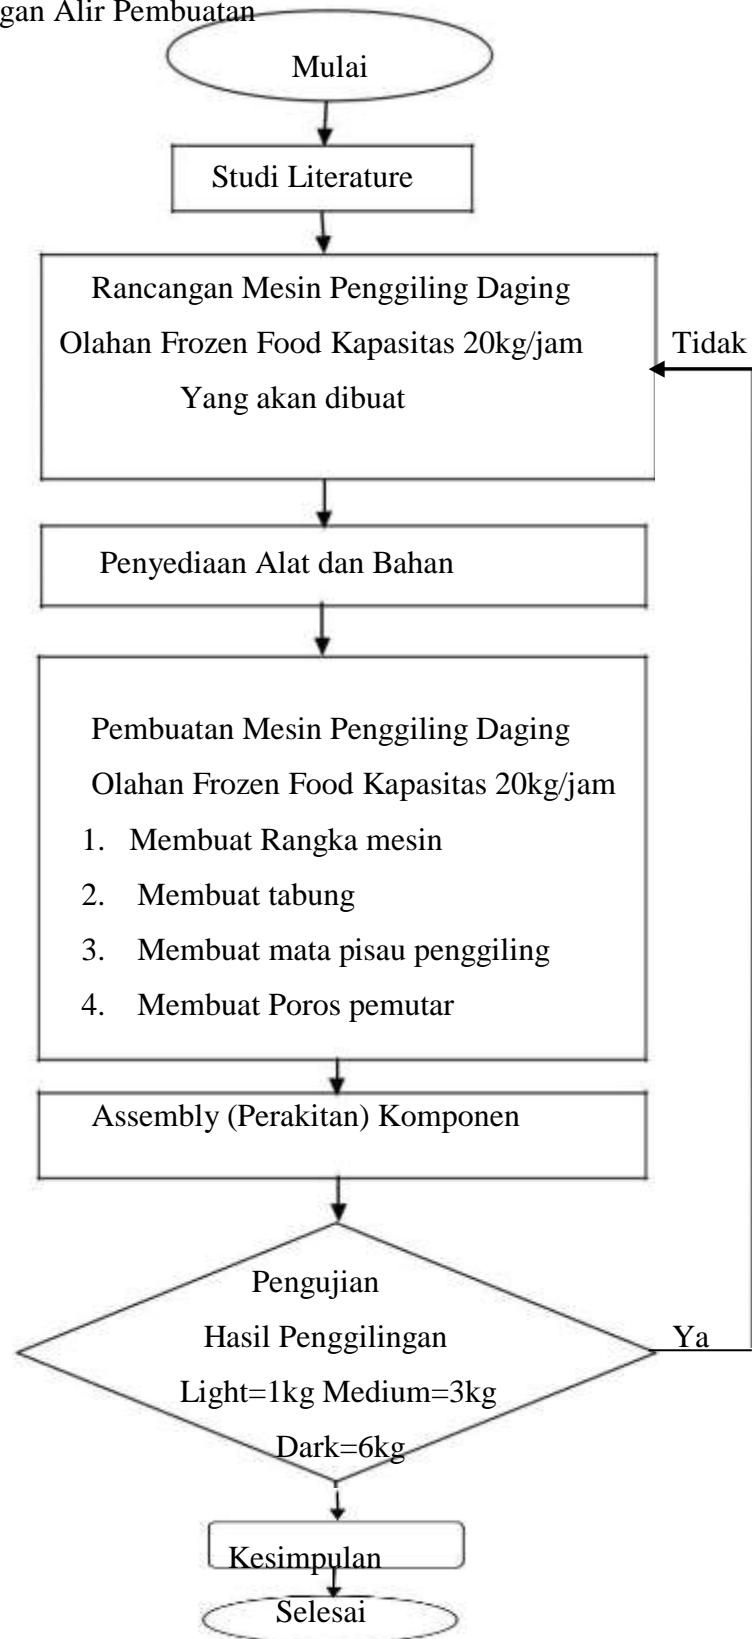 gan Alir Pembuatan
Mulai
Studi Literature
Rancangan Mesin Penggiling Daging
Olahan Frozen Food Kapasitas 20kg/jam
Yang akan dibuat
Tidak
Penyediaan Alat dan Bahan
Pembuatan Mesin Penggiling Daging
Olahan Frozen Food Kapasitas 20kg/jam
1. Membuat Rangka mesin
2. Membuat tabung
3. Membuat mata pisau penggiling
4. Membuat Poros pemutar
Assembly (Perakitan) Komponen
Pengujian
Hasil Penggilingan
Light=1kg Medium=3kg
Dark=6kg
Ya
Kesimpulan
Selesai